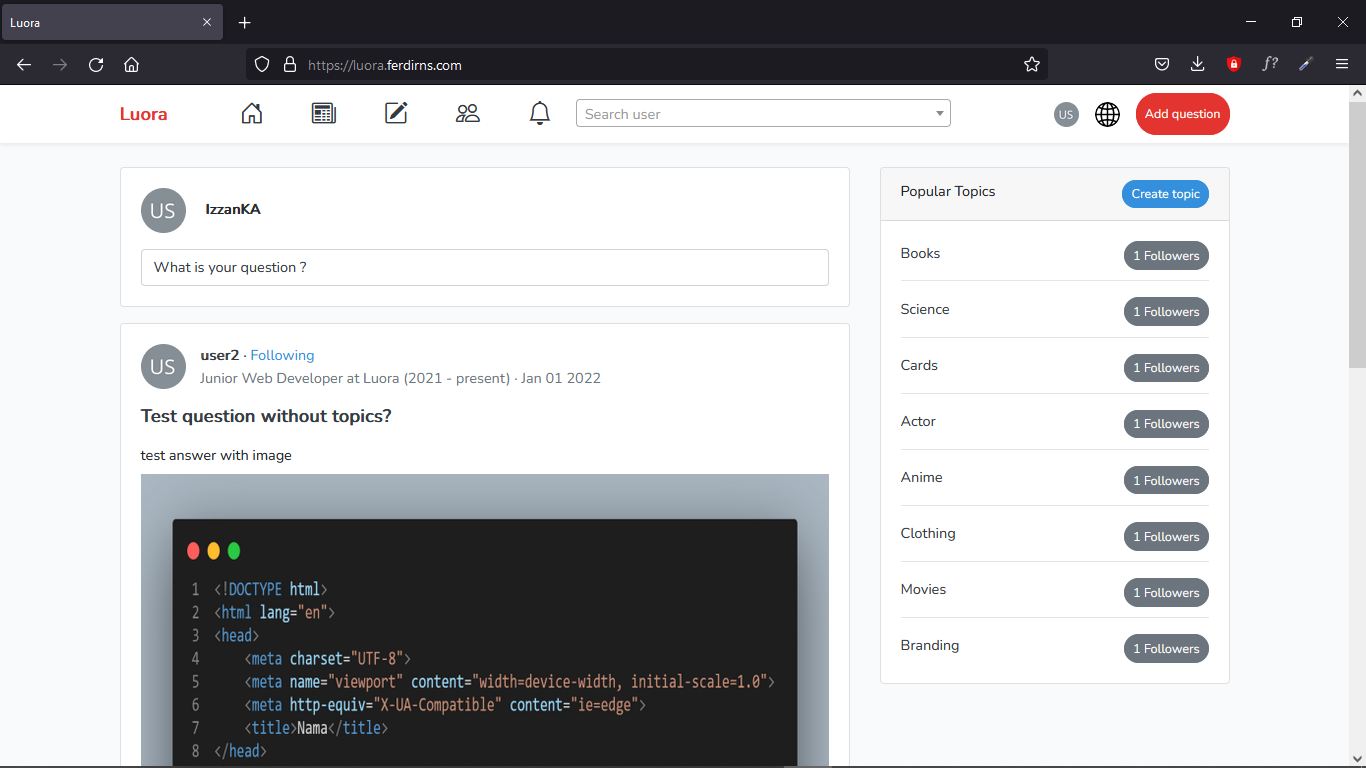 Luora
https://luora.ferdirns.com
Luora
Search user
US
Add question
US
IzzanKA
What is your question ?
US
user2 · Following
Junior Web Developer at Luora (2021 - present) · Jan 01 2022
Test question without topics?
test answer with image
1 <!DOCTYPE html>
2 <html lang="en">
3 <head>
4 <meta charset="UTF-8">
5 <meta name="viewport" content="width=device-width, initial-scale=1.0">
6 <meta http-equiv="X-UA-Compatible" content="ie=edge">
7 <title>Nama</title>
8 </head>
Popular Topics
Create topic
Books
1 Followers
Science
1 Followers
Cards
1 Followers
Actor
1 Followers
Anime
1 Followers
Clothing
1 Followers
Movies
1 Followers
Branding
1 Followers